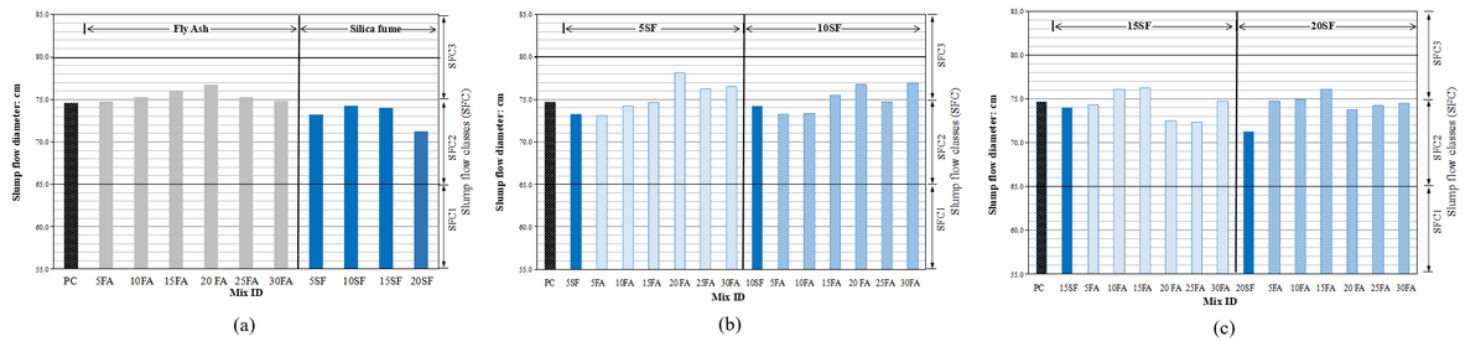 85.0
80.0
75.0
70.0
65.0
60.0
55.0
Slump flow diameter: cm
Fly Ash
Silica fume
SFC3
SFC2
SFC1
Slump flow classes (SFC)
PC 5FA 10FA 15FA 20 FA 25FA 30FA 5SF 10SF 15SF 20SF
Mix ID
(a)
85.0
80.0
75.0
70.0
65.0
60.0
55.0
Slump flow diameter: cm
5SF
10SF
SFC3
SFC2
SFC1
Slump flow classes (SFC)
PC 5SF 5FA 10FA 15FA 20 FA 25FA 30FA 10SF 5FA 10FA 15FA 20FA 25FA 30FA
Mix ID
(b)
85.0
80.0
75.0
70.0
65.0
60.0
55.0
Slump flow diameter: cm
15SF
20SF
SFC3
SFC2
SFC1
Slump flow classes (SFC)
PC 15SF 5FA 10FA 15FA 20 FA 25FA 30FA 20SF 5FA 10FA 15FA 20 FA 25FA 30FA
Mix ID
(c)